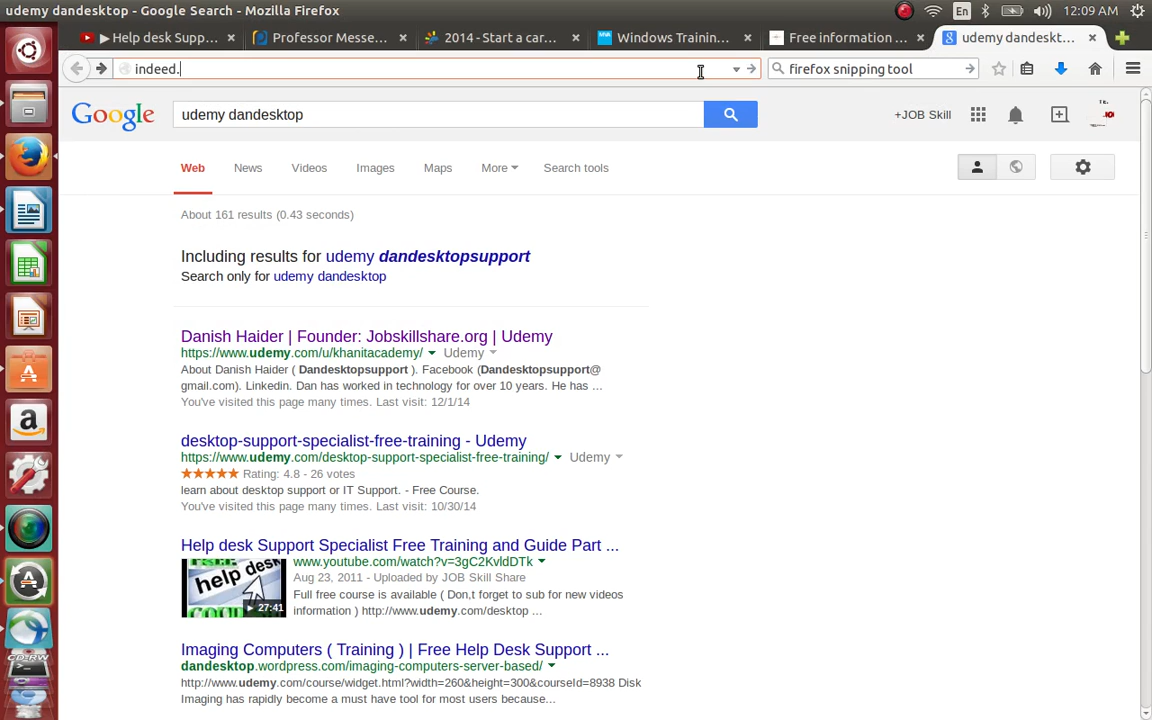 udemy dandesktop - Google Search - Mozilla Firefox
En
12:09 AM
▶ Help desk Supp...
Professor Messe...
2014 - Start a car...
Windows Trainin...
Free information ...
udemy dandeskt...
indeed.
firefox snipping tool
Google
udemy dandesktop
+JOB Skill
Web
News
Videos
Images
Maps
More
Search tools
About 161 results (0.43 seconds)
Including results for udemy dandesktopsupport
Search only for udemy dandesktop
Danish Haider | Founder: Jobskillshare.org | Udemy
https://www.udemy.com/u/khanitacademy/ Udemy
About Danish Haider ( Dandesktopsupport ). Facebook (Dandesktopsupport@
gmail.com). Linkedin. Dan has worked in technology for over 10 years. He has ...
You've visited this page many times. Last visit: 12/1/14
desktop-support-specialist-free-training - Udemy
https://www.udemy.com/desktop-support-specialist-free-training/ Udemy
Rating: 4.8 - 26 votes
learn about desktop support or IT Support. - Free Course.
You've visited this page many times. Last visit: 10/30/14
Help desk Support Specialist Free Training and Guide Part ...
www.youtube.com/watch?v=3gC2KvldDTk
Aug 23, 2011 - Uploaded by JOB Skill Share
Full free course is available ( Don,t forget to sub for new videos
information ) http://www.udemy.com/desktop ...
help desk
27:41
Imaging Computers ( Training ) | Free Help Desk Support ...
dandesktop.wordpress.com/imaging-computers-server-based/
http://www.udemy.com/course/widget.html?width=260&height=300&courseId=8938 Disk
Imaging has rapidly become a must have tool for most users because...
CD-RW